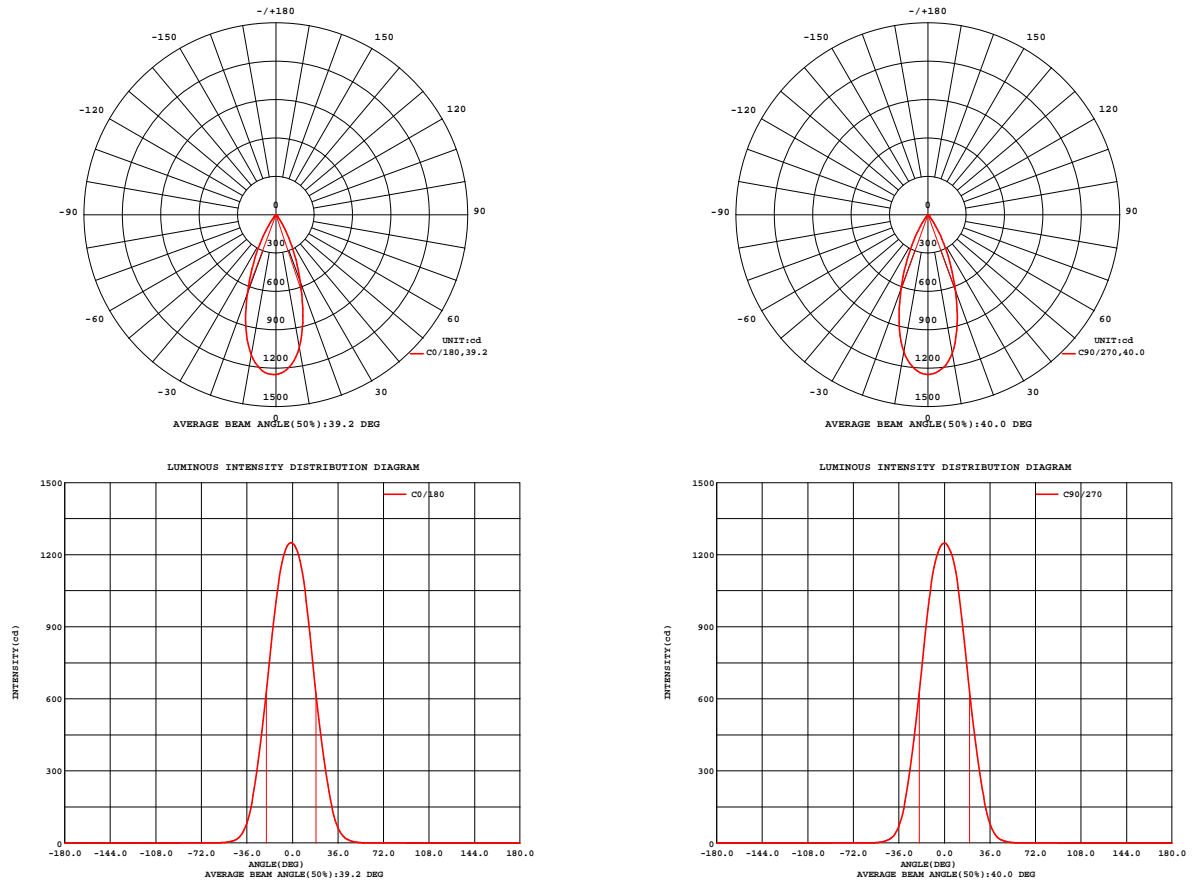 -/+180
-150 150
-120 120
-90 90
-60 60
-30 30
0
300
600
900
1200
1500
0
UNIT:cd
C0/180,39.2
AVERAGE BEAM ANGLE(50%):39.2 DEG
-/+180
-150 150
-120 120
-90 90
-60 60
-30 30
0
300
600
900
1200
1500
0
UNIT:cd
C90/270,40.0
AVERAGE BEAM ANGLE(50%):40.0 DEG
LUMINOUS INTENSITY DISTRIBUTION DIAGRAM
C0/180
INTENSITY(cd)
1500
1200
900
600
300
0
-180.0 -144.0 -108.0 -72.0 -36.0 0.0 36.0 72.0 108.0 144.0 180.0
ANGLE(DEG)
AVERAGE BEAM ANGLE(50%):39.2 DEG
LUMINOUS INTENSITY DISTRIBUTION DIAGRAM
C90/270
INTENSITY(cd)
1500
1200
900
600
300
0
-180.0 -144.0 -108.0 -72.0 -36.0 0.0 36.0 72.0 108.0 144.0 180.0
ANGLE(DEG)
AVERAGE BEAM ANGLE(50%):40.0 DEG